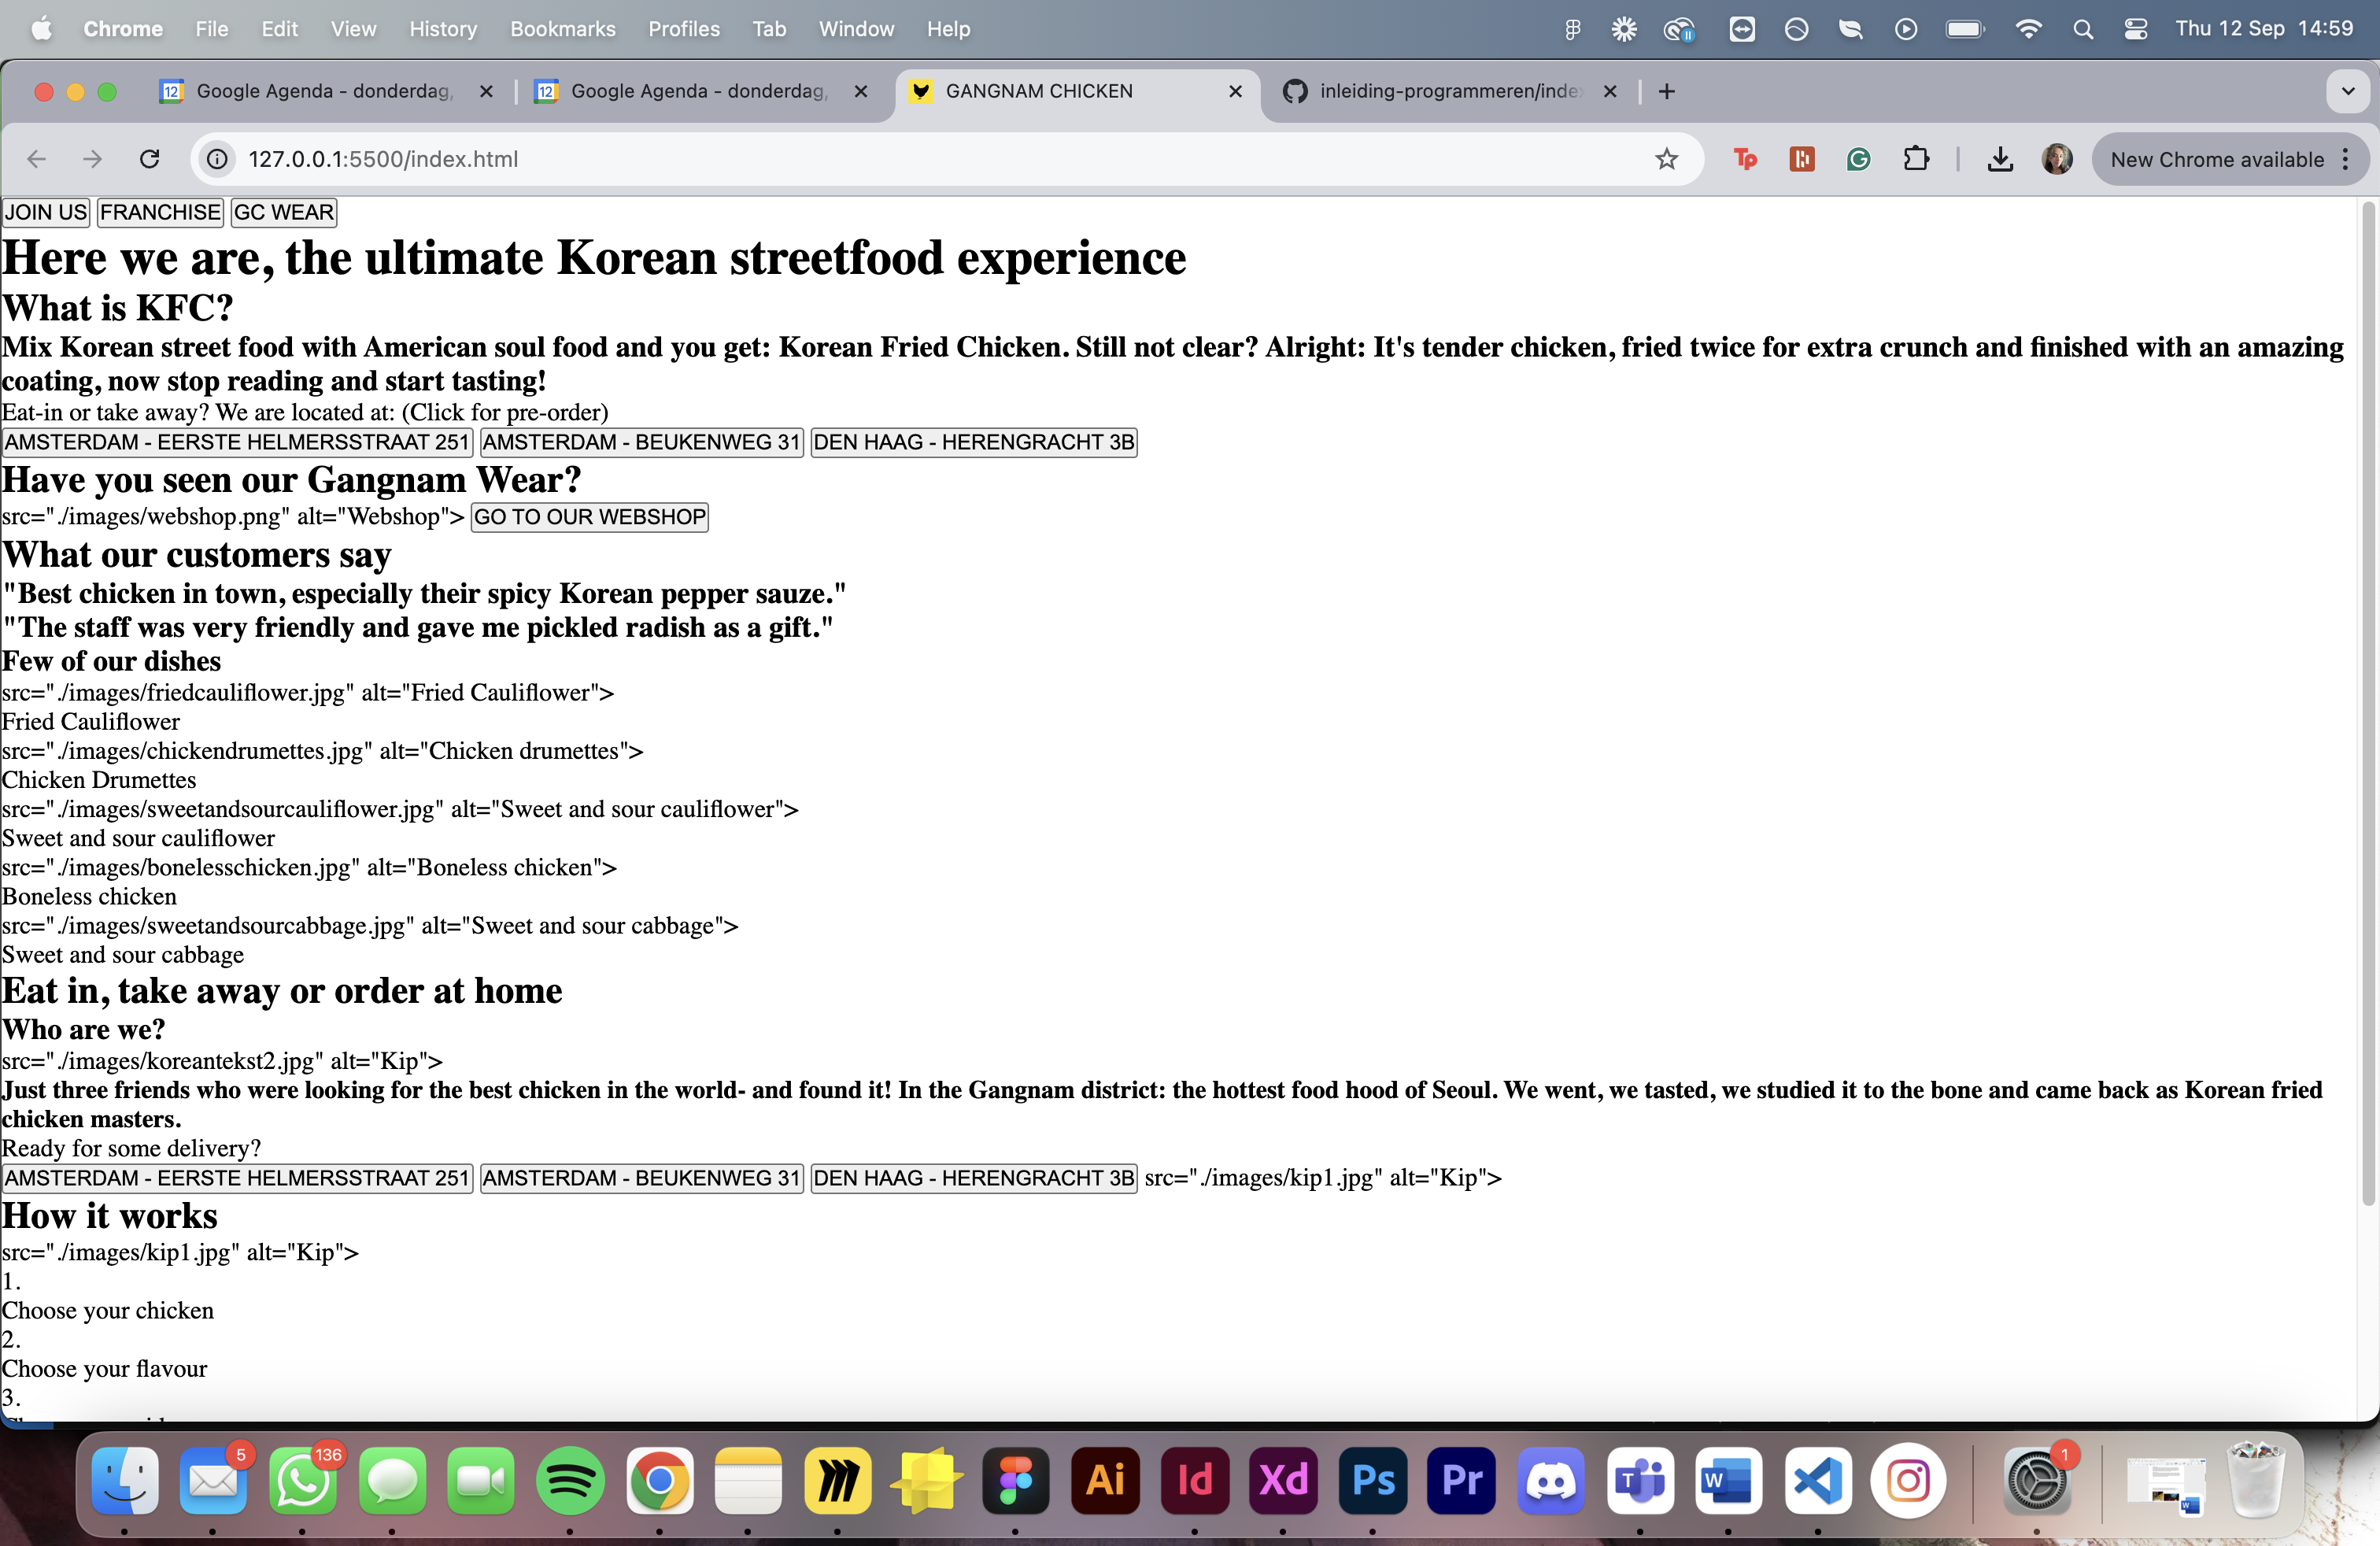 Chrome File Edit View History Bookmarks Profiles Tab Window Help Thu 12 Sep 14:59
12 Google Agenda - donderdag, 12 Google Agenda - donderdag, GANGNAM CHICKEN inleiding-programmeren/inde
127.0.0.1:5500/index.html Tp New Chrome available
JOIN US FRANCHISE GC WEAR
Here we are, the ultimate Korean streetfood experience
What is KFC?
Mix Korean street food with American soul food and you get: Korean Fried Chicken. Still not clear? Alright: It's tender chicken, fried twice for extra crunch and finished with an amazing
coating, now stop reading and start tasting!
Eat-in or take away? We are located at: (Click for pre-order)
AMSTERDAM - EERSTE HELMERSSTRAAT 251 AMSTERDAM - BEUKENWEG 31 DEN HAAG - HERENGRACHT 3B
Have you seen our Gangnam Wear?
src="./images/webshop.png" alt="Webshop"> GO TO OUR WEBSHOP
What our customers say
"Best chicken in town, especially their spicy Korean pepper sauze."
"The staff was very friendly and gave me pickled radish as a gift."
Few of our dishes
src="./images/friedcauliflower.jpg" alt="Fried Cauliflower">
Fried Cauliflower
src="./images/chickendrumettes.jpg" alt="Chicken drumettes">
Chicken Drumettes
src="./images/sweetandsourcauliflower.jpg" alt="Sweet and sour cauliflower">
Sweet and sour cauliflower
src="./images/bonelesschicken.jpg" alt="Boneless chicken">
Boneless chicken
src="./images/sweetandsourcabbage.jpg" alt="Sweet and sour cabbage">
Sweet and sour cabbage
Eat in, take away or order at home
Who are we?
src="./images/koreantekst2.jpg" alt="Kip">
Just three friends who were looking for the best chicken in the world- and found it! In the Gangnam district: the hottest food hood of Seoul. We went, we tasted, we studied it to the bone and came back as Korean fried
chicken masters.
Ready for some delivery?
AMSTERDAM - EERSTE HELMERSSTRAAT 251 AMSTERDAM - BEUKENWEG 31 DEN HAAG - HERENGRACHT 3B src="./images/kip1.jpg" alt="Kip">
How it works
src="./images/kip1.jpg" alt="Kip">
1.
Choose your chicken
2.
Choose your flavour
3.
5 136 Ai Id Xd Ps Pr T W 1